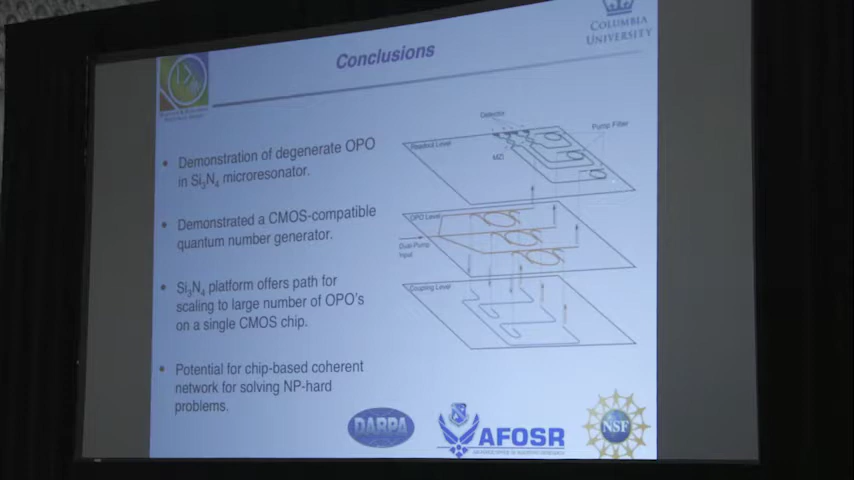 Conclusions
COLUMBIA
UNIVERSITY
• Demonstration of degenerate OPO
in Si3N4 microresonator.
• Demonstrated a CMOS-compatible
quantum number generator.
• Si3N4 platform offers path for
scaling to large number of OPO's
on a single CMOS chip.
• Potential for chip-based coherent
network for solving NP-hard
problems.
Detector
Pump Filter
Readout Level
MZI
OPO Level
Dual-Pump
Input
Coupling Level
DARPA
AFOSR
NSF